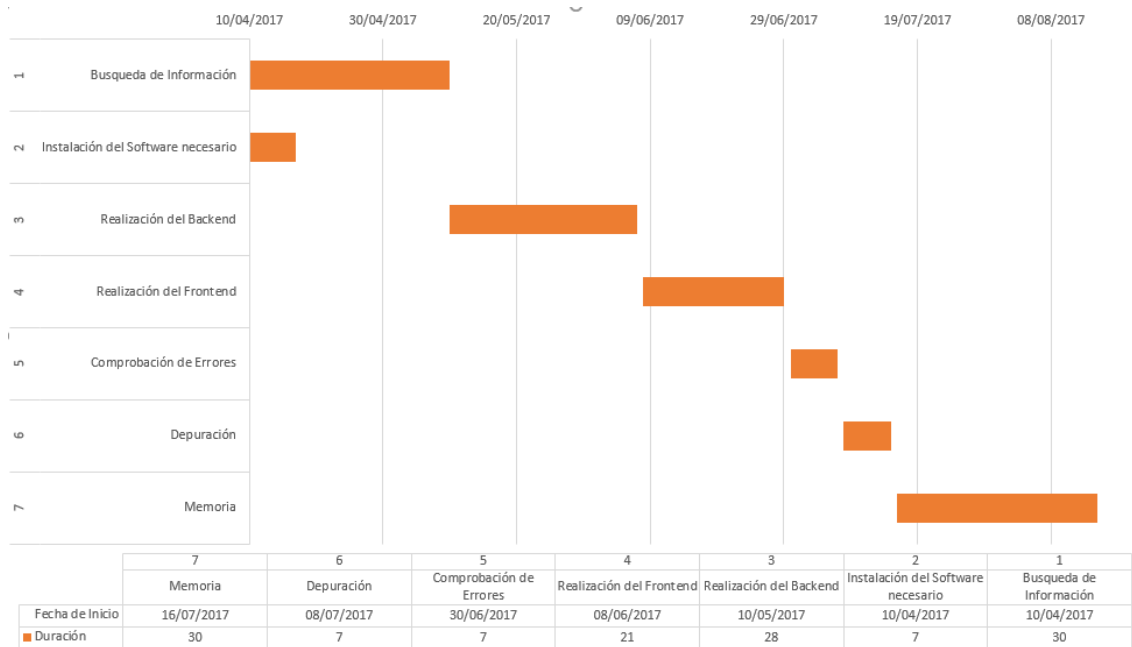 10/04/2017 30/04/2017 20/05/2017 09/06/2017 29/06/2017 19/07/2017 08/08/2017
1 Busqueda de Información
2 Instalación del Software necesario
3 Realización del Backend
4 Realización del Frontend
5 Comprobación de Errores
6 Depuración
7 Memoria
7 6 5 4 3 2 1
Memoria Depuración Comprobación de Errores Realización del Frontend Realización del Backend Instalación del Software necesario Busqueda de Información
Fecha de Inicio 16/07/2017 08/07/2017 30/06/2017 08/06/2017 10/05/2017 10/04/2017 10/04/2017
Duración 30 7 7 21 28 7 30